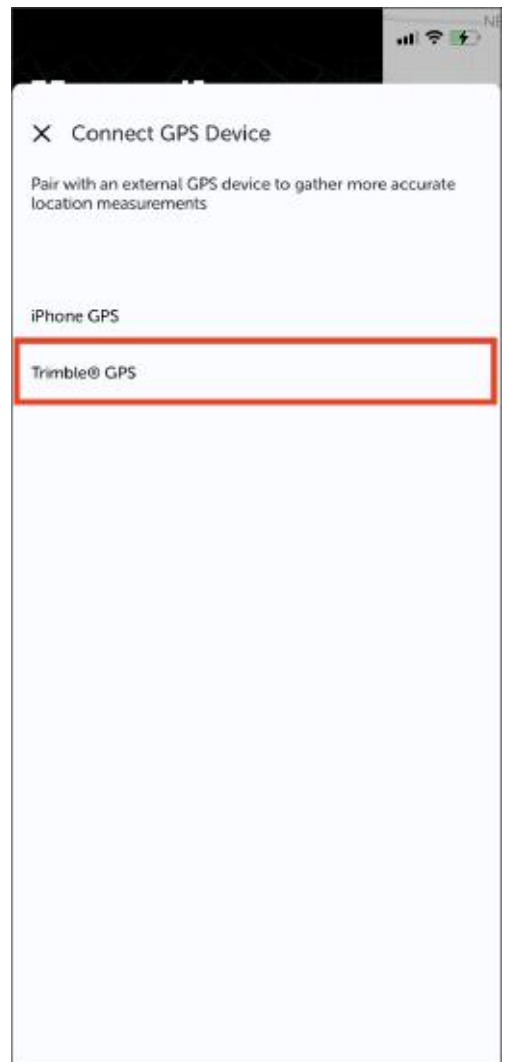 NE
Connect GPS Device
Pair with an external GPS device to gather more accurate
location measurements
iPhone GPS
Trimble® GPS